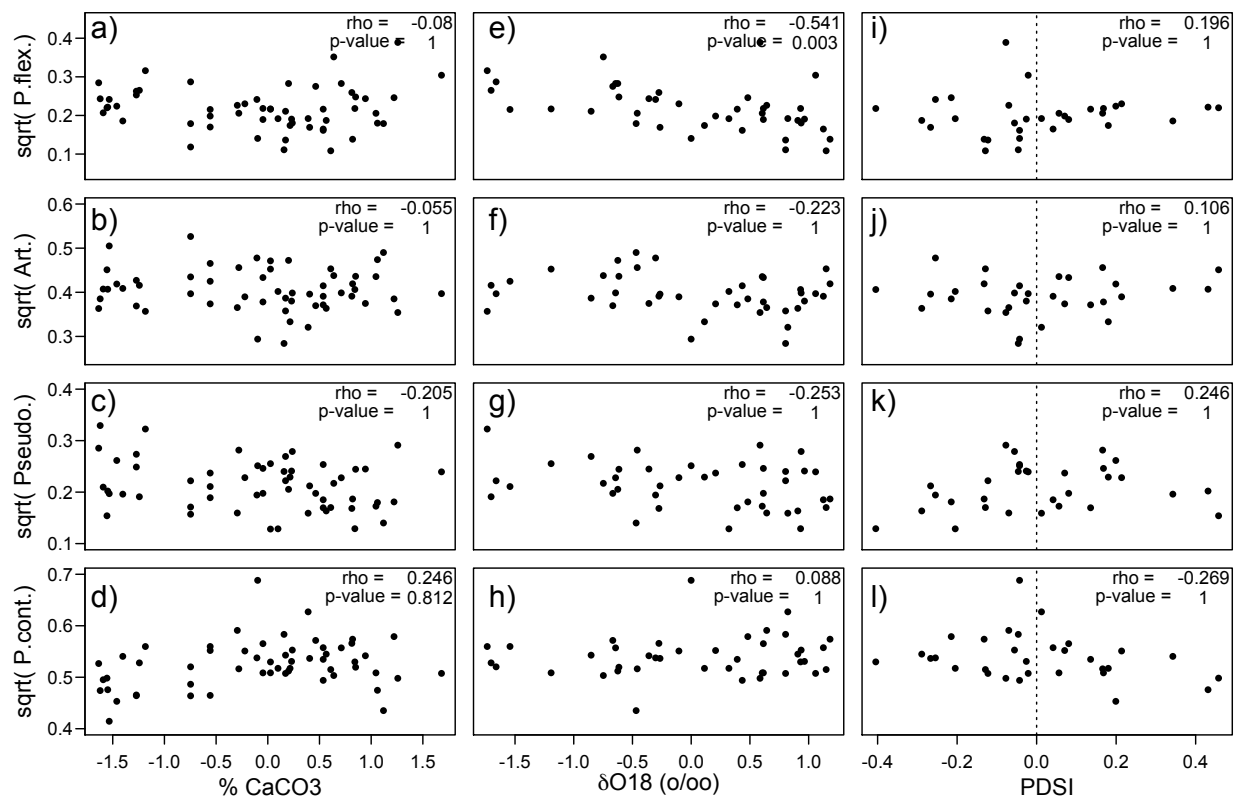 a)
rho = -0.08
p-value = 1
e)
rho = -0.541
p-value = 0.003
i)
rho = 0.196
p-value = 1
sqrt( P.flex.)
0.4
0.3
0.2
0.1
b)
rho = -0.055
p-value = 1
f)
rho = -0.223
p-value = 1
j)
rho = 0.106
p-value = 1
sqrt( Art.)
0.6
0.5
0.4
0.3
c)
rho = -0.205
p-value = 1
g)
rho = -0.253
p-value = 1
k)
rho = 0.246
p-value = 1
sqrt( Pseudo.)
0.4
0.3
0.2
0.1
d)
rho = 0.246
p-value = 0.812
h)
rho = 0.088
p-value = 1
l)
rho = -0.269
p-value = 1
sqrt( P.cont.)
0.7
0.6
0.5
0.4
-1.5 -1.0 -0.5 0.0 0.5 1.0 1.5
-1.5 -1.0 -0.5 0.0 0.5 1.0
-0.4 -0.2 0.0 0.2 0.4
% CaCO3
δO18 (o/oo)
PDSI